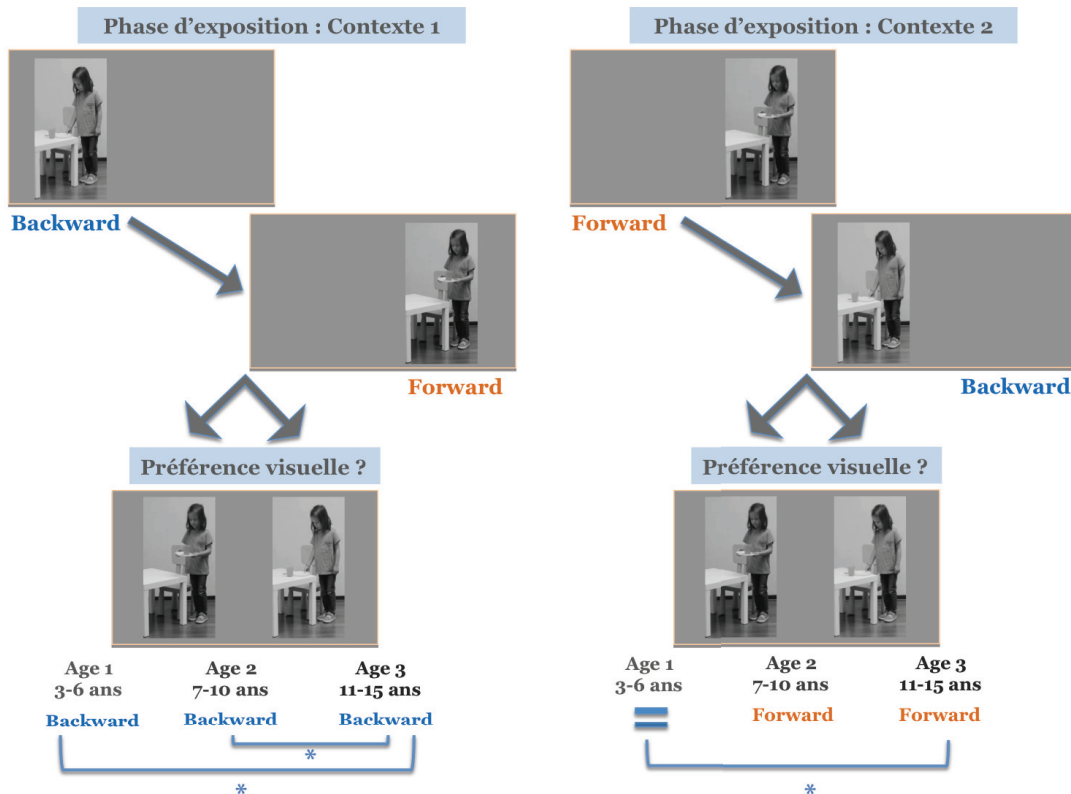 Phase d'exposition : Contexte 1
Backward
Forward
Préférence visuelle ?
Age 1
3-6 ans
Backward
Age 2
7-10 ans
Backward
Age 3
11-15 ans
Backward
*
*
Phase d'exposition : Contexte 2
Forward
Backward
Préférence visuelle ?
Age 1
3-6 ans
=
Age 2
7-10 ans
Forward
Age 3
11-15 ans
Forward
*